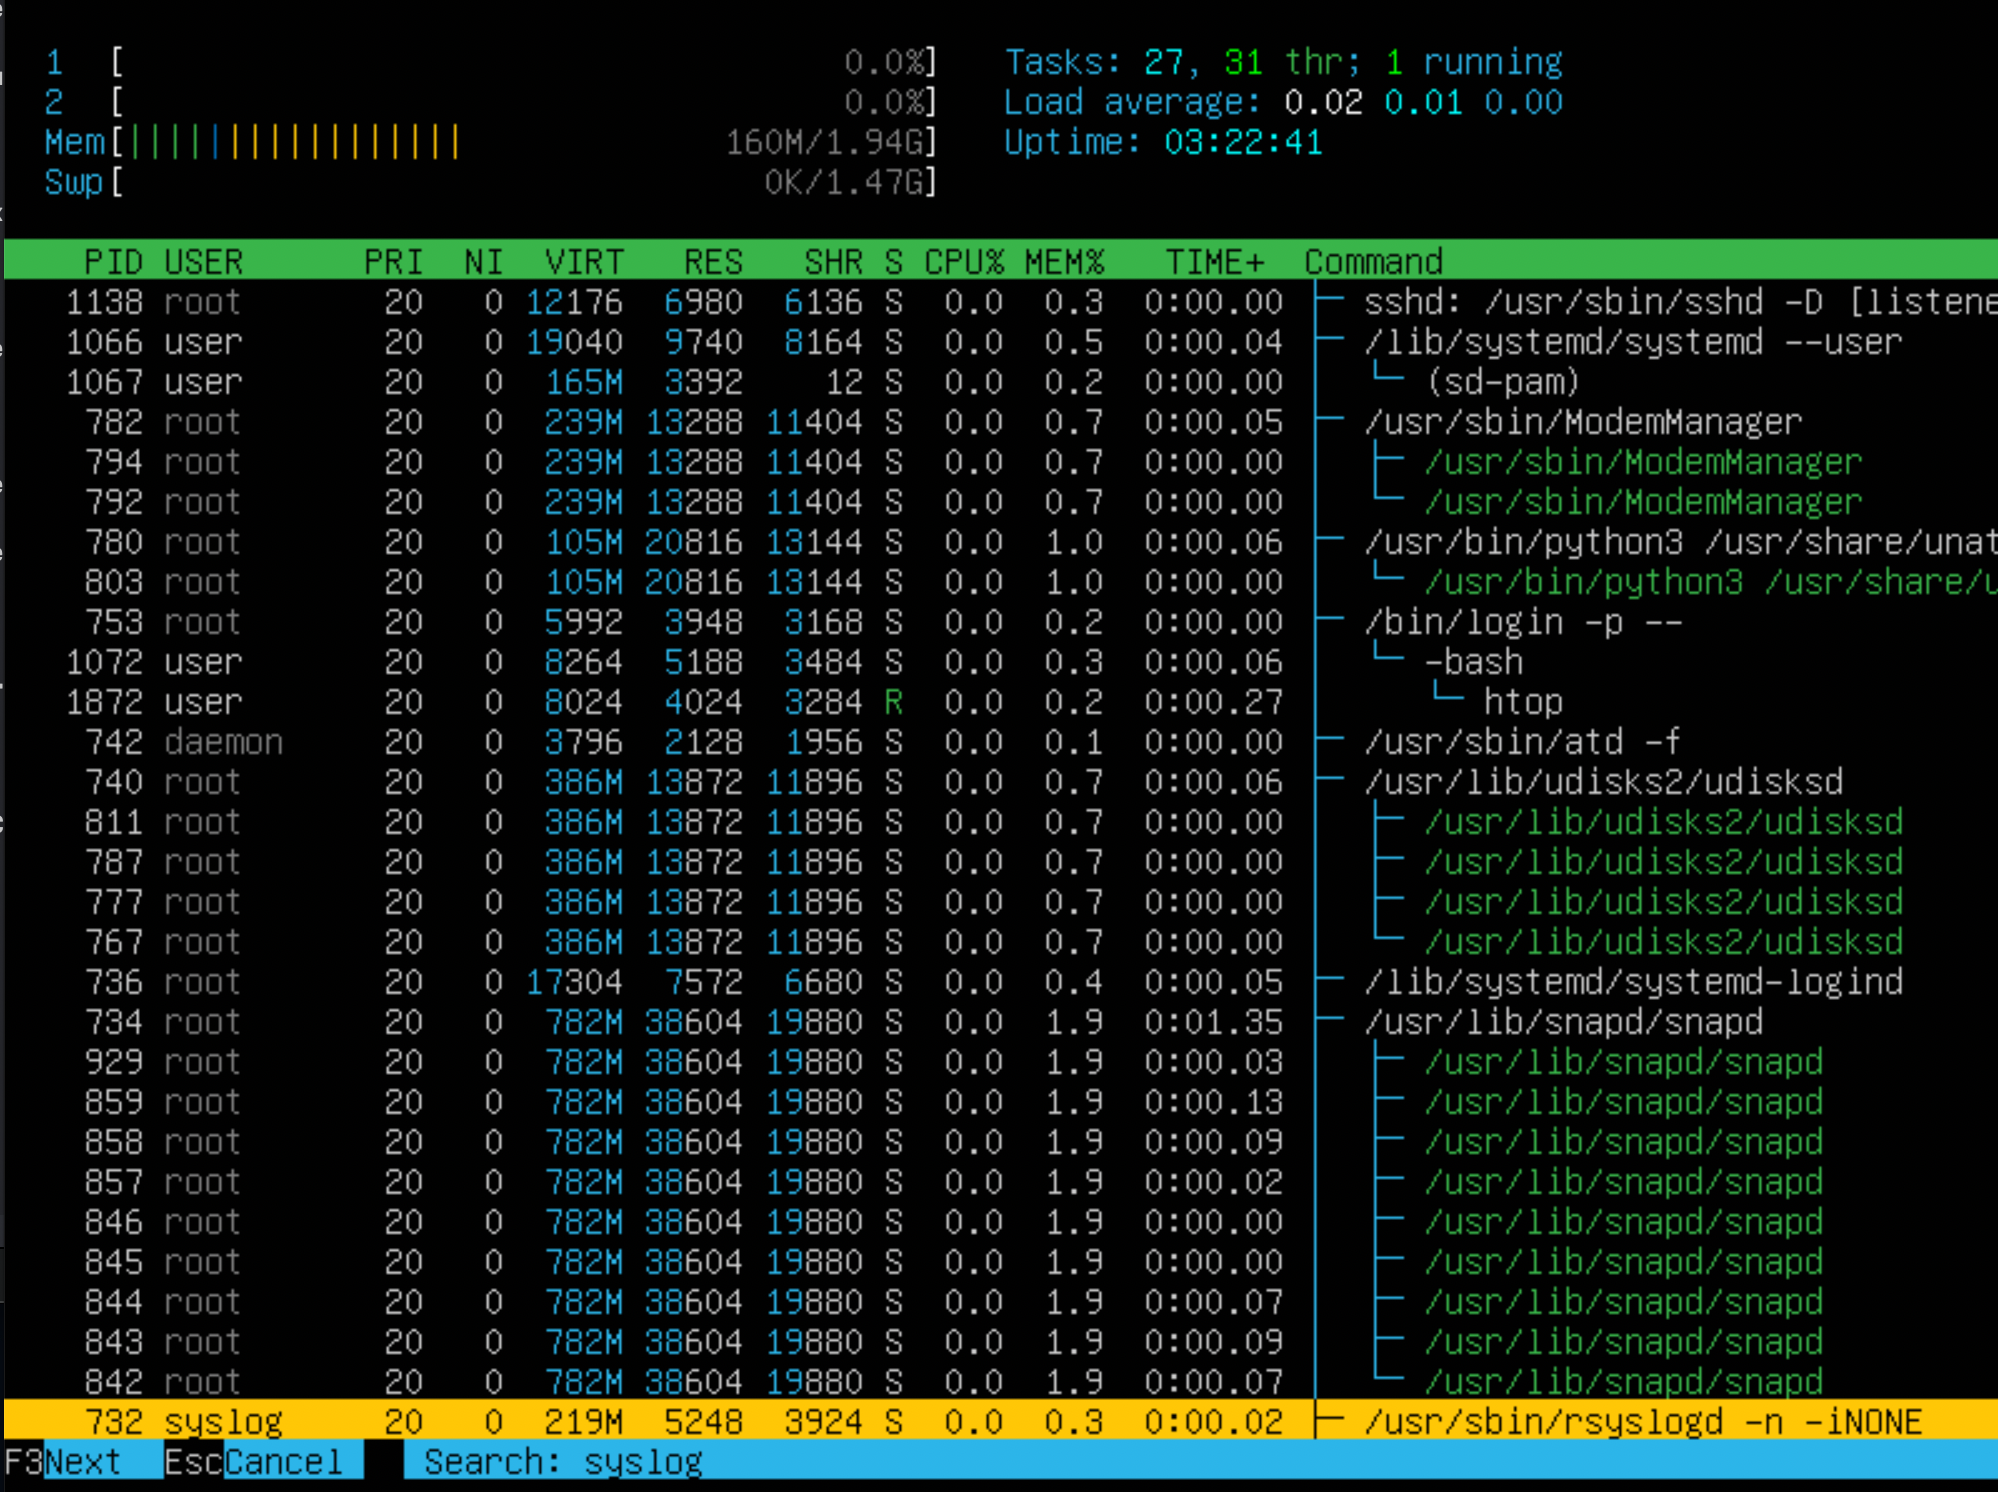 1 [ 0.0%] Tasks: 27, 31 thr; 1 running
2 [ 0.0%] Load average: 0.02 0.01 0.00
Mem[||||||||||||||||| 160M/1.94G] Uptime: 03:22:41
Swp[ 0K/1.47G]
PID USER PRI NI VIRT RES SHR S CPU% MEM% TIME+ Command
1138 root 20 0 12176 6980 6136 S 0.0 0.3 0:00.00 ├─ sshd: /usr/sbin/sshd -D [listene
1066 user 20 0 19040 9740 8164 S 0.0 0.5 0:00.04 ├─ /lib/systemd/systemd --user
1067 user 20 0 165M 3392 12 S 0.0 0.2 0:00.00 │ └─ (sd-pam)
782 root 20 0 239M 13288 11404 S 0.0 0.7 0:00.05 ├─ /usr/sbin/ModemManager
794 root 20 0 239M 13288 11404 S 0.0 0.7 0:00.00 │ ├─ /usr/sbin/ModemManager
792 root 20 0 239M 13288 11404 S 0.0 0.7 0:00.00 │ └─ /usr/sbin/ModemManager
780 root 20 0 105M 20816 13144 S 0.0 1.0 0:00.06 ├─ /usr/bin/python3 /usr/share/unat
803 root 20 0 105M 20816 13144 S 0.0 1.0 0:00.00 │ └─ /usr/bin/python3 /usr/share/u
753 root 20 0 5992 3948 3168 S 0.0 0.2 0:00.00 ├─ /bin/login -p --
1072 user 20 0 8264 5188 3484 S 0.0 0.3 0:00.06 │ └─ -bash
1872 user 20 0 8024 4024 3284 R 0.0 0.2 0:00.27 │ └─ htop
742 daemon 20 0 3796 2128 1956 S 0.0 0.1 0:00.00 ├─ /usr/sbin/atd -f
740 root 20 0 386M 13872 11896 S 0.0 0.7 0:00.06 ├─ /usr/lib/udisks2/udisksd
811 root 20 0 386M 13872 11896 S 0.0 0.7 0:00.00 │ ├─ /usr/lib/udisks2/udisksd
787 root 20 0 386M 13872 11896 S 0.0 0.7 0:00.00 │ ├─ /usr/lib/udisks2/udisksd
777 root 20 0 386M 13872 11896 S 0.0 0.7 0:00.00 │ ├─ /usr/lib/udisks2/udisksd
767 root 20 0 386M 13872 11896 S 0.0 0.7 0:00.00 │ └─ /usr/lib/udisks2/udisksd
736 root 20 0 17304 7572 6680 S 0.0 0.4 0:00.05 ├─ /lib/systemd/systemd-logind
734 root 20 0 782M 38604 19880 S 0.0 1.9 0:01.35 ├─ /usr/lib/snapd/snapd
929 root 20 0 782M 38604 19880 S 0.0 1.9 0:00.03 │ ├─ /usr/lib/snapd/snapd
859 root 20 0 782M 38604 19880 S 0.0 1.9 0:00.13 │ ├─ /usr/lib/snapd/snapd
858 root 20 0 782M 38604 19880 S 0.0 1.9 0:00.09 │ ├─ /usr/lib/snapd/snapd
857 root 20 0 782M 38604 19880 S 0.0 1.9 0:00.02 │ ├─ /usr/lib/snapd/snapd
846 root 20 0 782M 38604 19880 S 0.0 1.9 0:00.00 │ ├─ /usr/lib/snapd/snapd
845 root 20 0 782M 38604 19880 S 0.0 1.9 0:00.00 │ ├─ /usr/lib/snapd/snapd
844 root 20 0 782M 38604 19880 S 0.0 1.9 0:00.07 │ ├─ /usr/lib/snapd/snapd
843 root 20 0 782M 38604 19880 S 0.0 1.9 0:00.09 │ ├─ /usr/lib/snapd/snapd
842 root 20 0 782M 38604 19880 S 0.0 1.9 0:00.07 │ └─ /usr/lib/snapd/snapd
732 syslog 20 0 219M 5248 3924 S 0.0 0.3 0:00.02 ├─ /usr/sbin/rsyslogd -n -iNONE
F3Next EscCancel Search: syslog